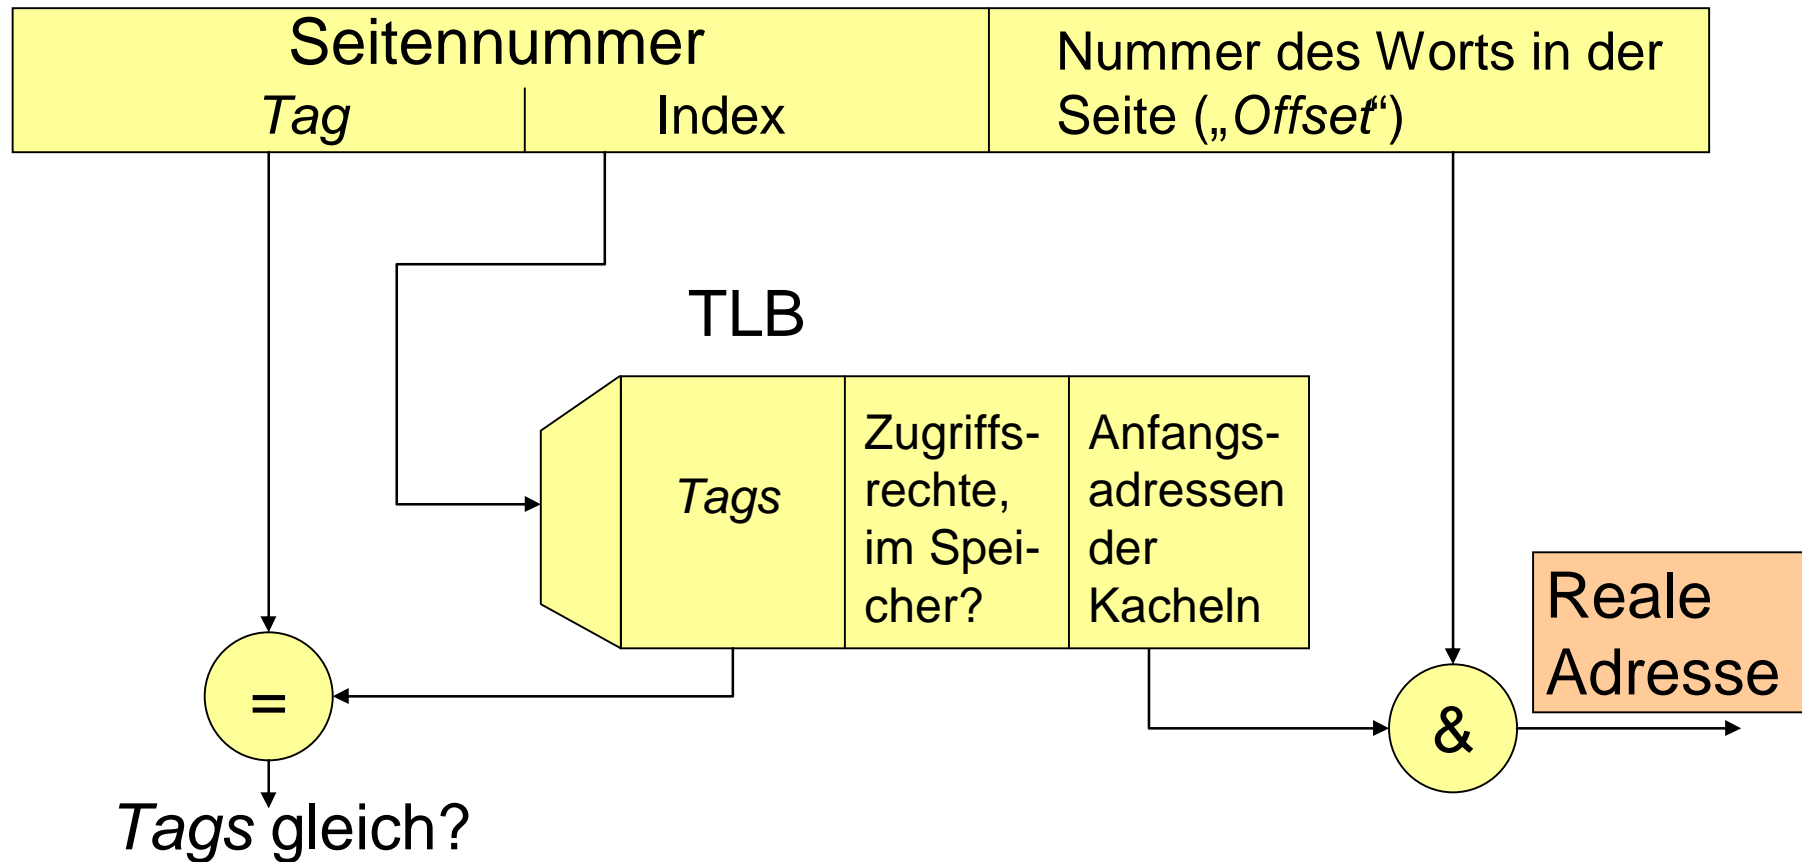 Seitennummer
Tag
Index
Nummer des Worts in der
Seite („Offset“)
TLB
Tags
Zugriffs-
rechte,
im Spei-
cher?
Anfangs-
adressen
der
Kacheln
Reale
Adresse
=
&
Tags gleich?